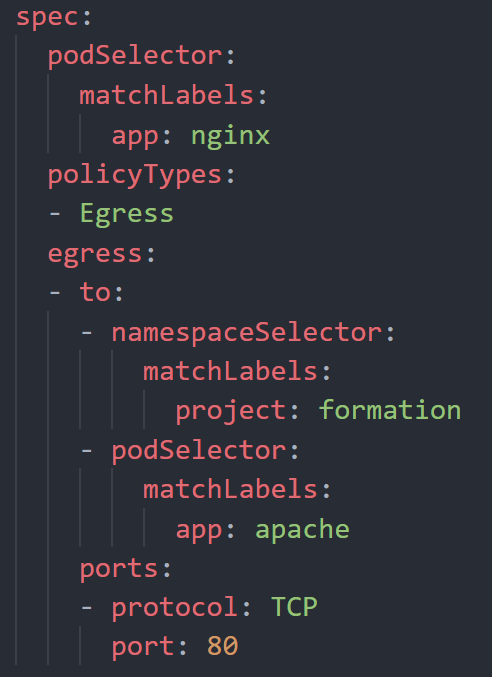 spec:
  podSelector:
    matchLabels:
      app: nginx
  policyTypes:
  - Egress
  egress:
  - to:
    - namespaceSelector:
        matchLabels:
          project: formation
    - podSelector:
        matchLabels:
          app: apache
    ports:
    - protocol: TCP
      port: 80